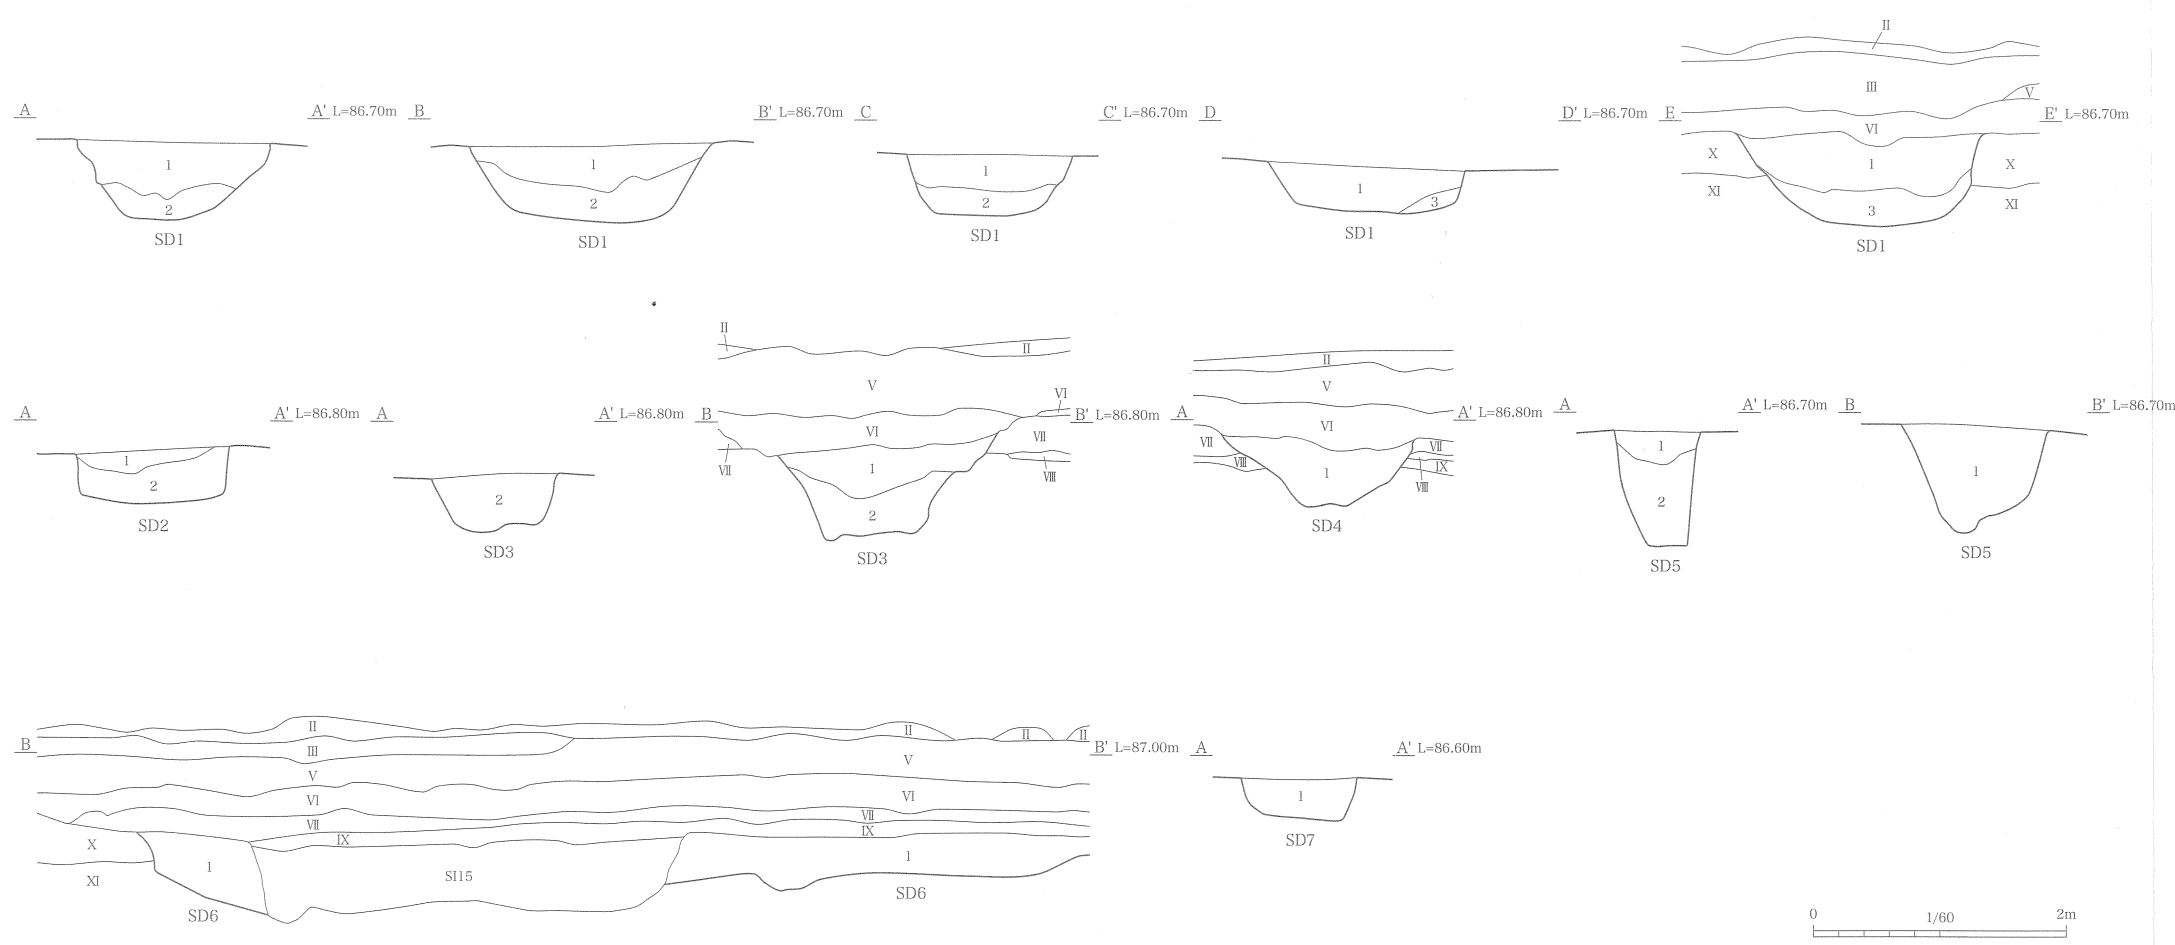 II
III
V
A A' L=86.70m B B' L=86.70m C C' L=86.70m D D' L=86.70m E E' L=86.70m
VI
1 1 1 1 1
X X
XI XI
2 2 2 3 3
SD1 SD1 SD1 SD1 SD1
II
II II
V V
VI
A A' L=86.80m A A' L=86.80m B B' L=86.80m A A' L=86.80m A A' L=86.70m B B' L=86.70m
VI VI
VII VII VII VII
1 1 1 1 1
VIII VIII IX VIII
2 2 2 2
SD2 SD3 SD3 SD4 SD5 SD5
II II II II
B III B' L=87.00m A A' L=86.60m
V V
VI VI 1
VII VII
IX IX
X 1 1
XI SI15
SD6 SD6 SD7
0 1/60 2m